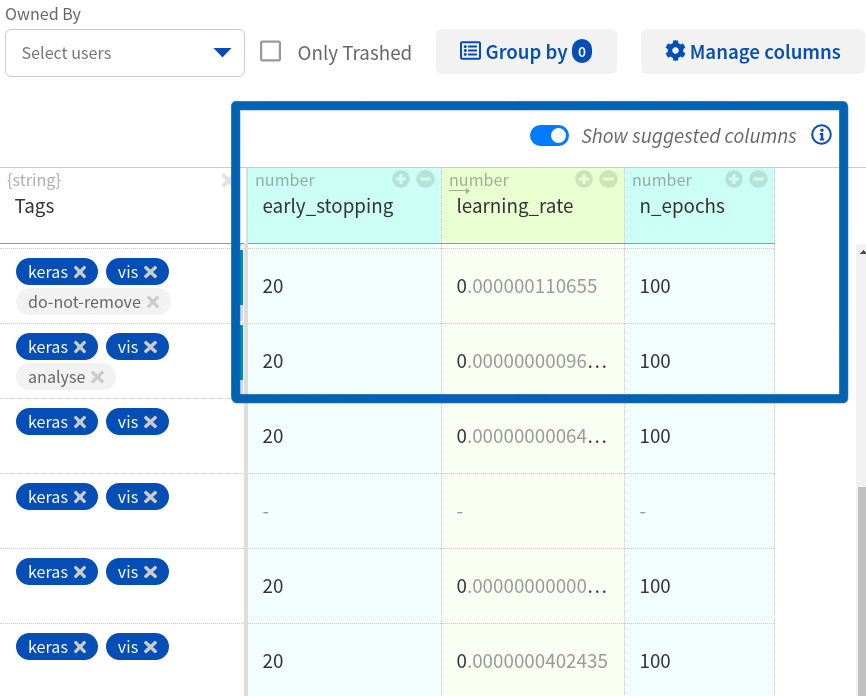 Owned By
Select users
Only Trashed
Group by 0
Manage columns
Show suggested columns
{string} number number number
Tags early_stopping learning_rate n_epochs
keras vis
do-not-remove
20 0.000000110655 100
keras vis
analyse
20 0.00000000096... 100
keras vis
20 0.00000000064... 100
keras vis
- - -
keras vis
20 0.00000000000... 100
keras vis
20 0.0000000402435 100